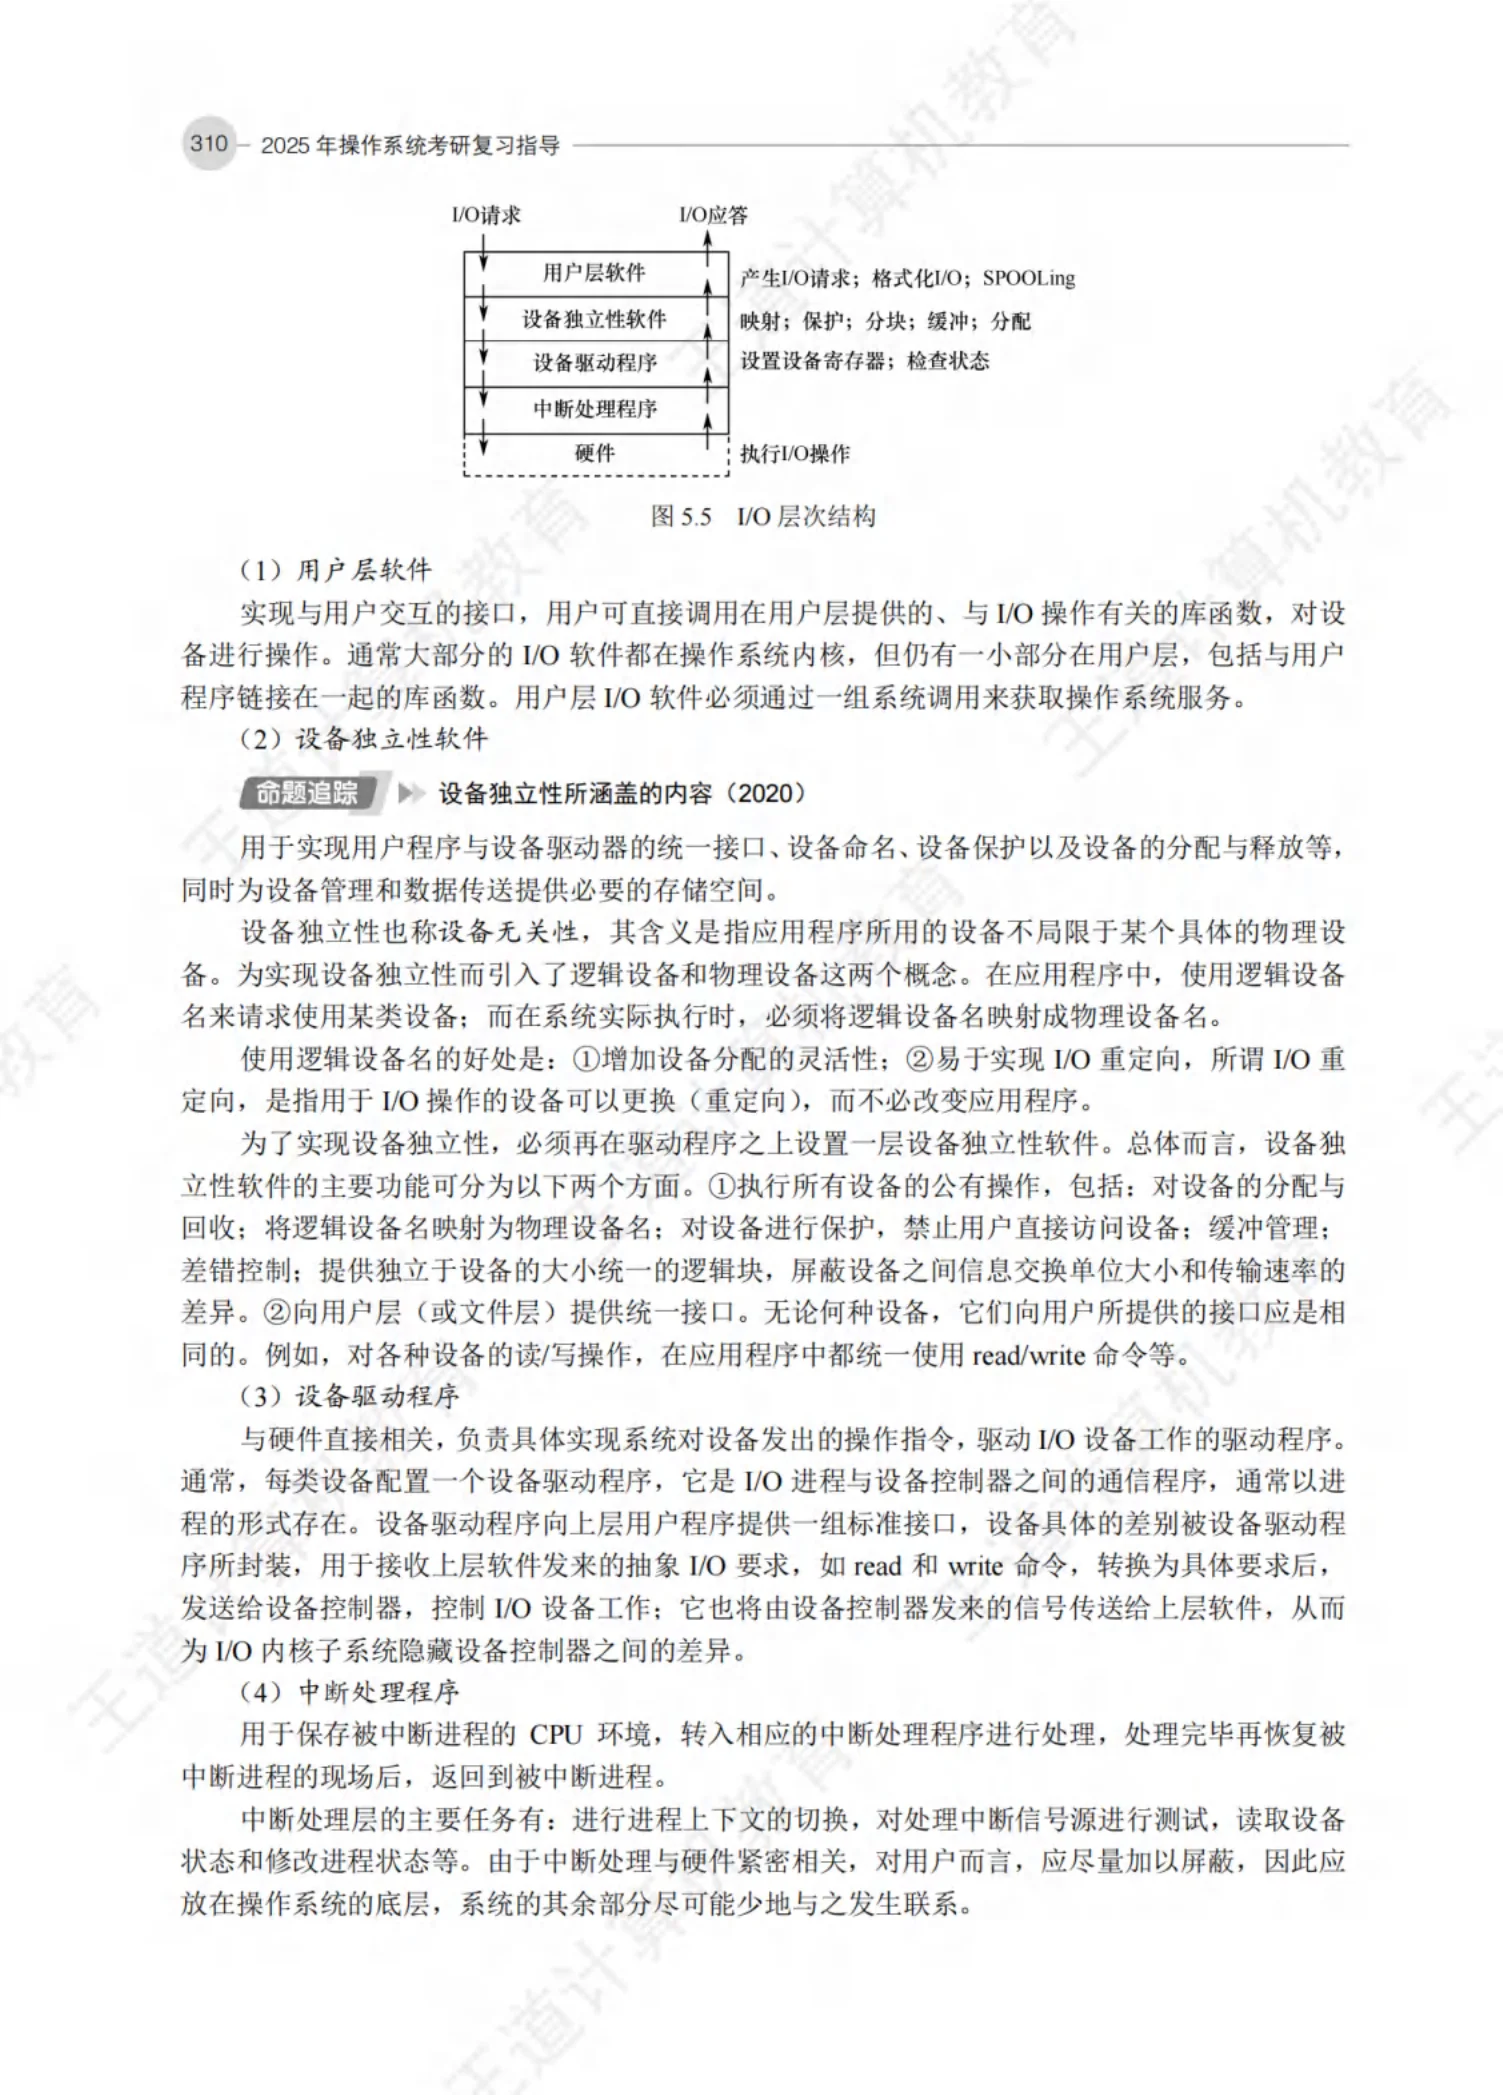 310 2025 年操作系统考研复习指导
I/O请求 I/O应答
用户层软件 产生I/O请求；格式化I/O；SPOOLing
设备独立性软件 映射；保护；分块；缓冲；分配
设备驱动程序 设置设备寄存器；检查状态
中断处理程序
硬件 执行I/O操作
图 5.5 I/O 层次结构
（1）用户层软件
实现与用户交互的接口，用户可直接调用在用户层提供的、与 I/O 操作有关的库函数，对设
备进行操作。通常大部分的 I/O 软件都在操作系统内核，但仍有一小部分在用户层，包括与用户
程序链接在一起的库函数。用户层 I/O 软件必须通过一组系统调用来获取操作系统服务。
（2）设备独立性软件
命题追踪 设备独立性所涵盖的内容（2020）
用于实现用户程序与设备驱动器的统一接口、设备命名、设备保护以及设备的分配与释放等，
同时为设备管理和数据传送提供必要的存储空间。
设备独立性也称设备无关性，其含义是指应用程序所用的设备不局限于某个具体的物理设
备。为实现设备独立性而引入了逻辑设备和物理设备这两个概念。在应用程序中，使用逻辑设备
名来请求使用某类设备；而在系统实际执行时，必须将逻辑设备名映射成物理设备名。
使用逻辑设备名的好处是：①增加设备分配的灵活性；②易于实现 I/O 重定向，所谓 I/O 重
定向，是指用于 I/O 操作的设备可以更换（重定向），而不必改变应用程序。
为了实现设备独立性，必须再在驱动程序之上设置一层设备独立性软件。总体而言，设备独
立性软件的主要功能可分为以下两个方面。①执行所有设备的公有操作，包括：对设备的分配与
回收；将逻辑设备名映射为物理设备名；对设备进行保护，禁止用户直接访问设备；缓冲管理；
差错控制；提供独立于设备的大小统一的逻辑块，屏蔽设备之间信息交换单位大小和传输速率的
差异。②向用户层（或文件层）提供统一接口。无论何种设备，它们向用户所提供的接口应是相
同的。例如，对各种设备的读/写操作，在应用程序中都统一使用 read/write 命令等。
（3）设备驱动程序
与硬件直接相关，负责具体实现系统对设备发出的操作指令，驱动 I/O 设备工作的驱动程序。
通常，每类设备配置一个设备驱动程序，它是 I/O 进程与设备控制器之间的通信程序，通常以进
程的形式存在。设备驱动程序向上层用户程序提供一组标准接口，设备具体的差别被设备驱动程
序所封装，用于接收上层软件发来的抽象 I/O 要求，如 read 和 write 命令，转换为具体要求后，
发送给设备控制器，控制 I/O 设备工作；它也将由设备控制器发来的信号传送给上层软件，从而
为 I/O 内核子系统隐藏设备控制器之间的差异。
（4）中断处理程序
用于保存被中断进程的 CPU 环境，转入相应的中断处理程序进行处理，处理完毕再恢复被
中断进程的现场后，返回到被中断进程。
中断处理层的主要任务有：进行进程上下文的切换，对处理中断信号源进行测试，读取设备
状态和修改进程状态等。由于中断处理与硬件紧密相关，对用户而言，应尽量加以屏蔽，因此应
放在操作系统的底层，系统的其余部分尽可能少地与之发生联系。
王道计算机教育